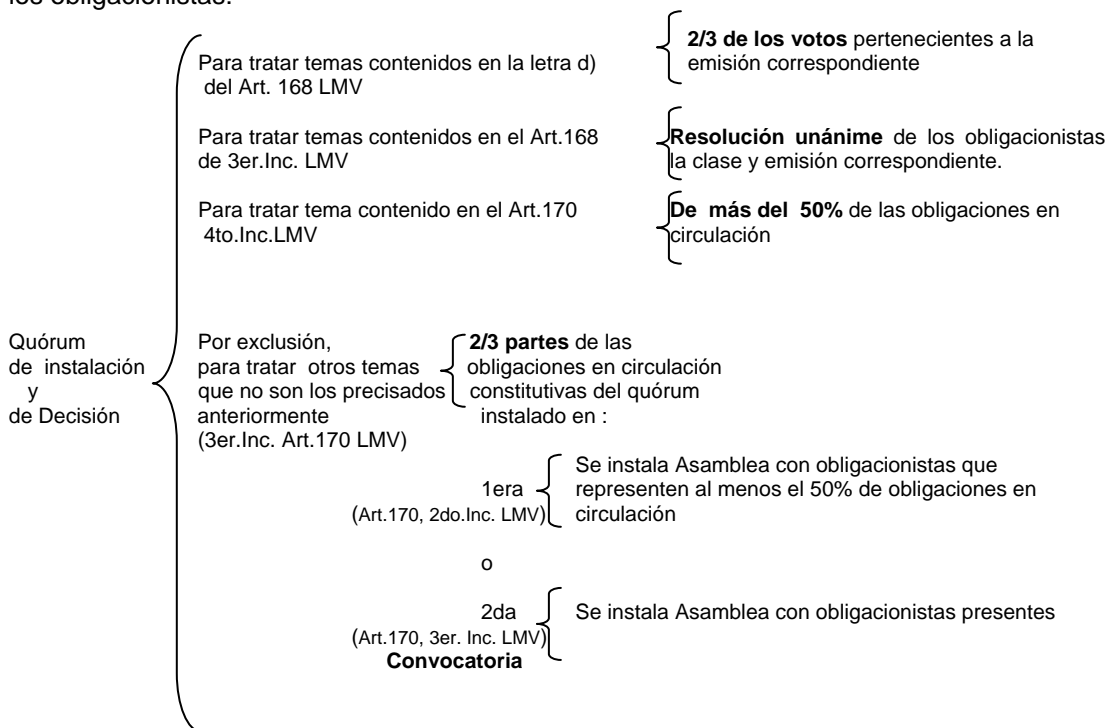 los obligacionistas.
Para tratar temas contenidos en la letra d)
del Art. 168 LMV
2/3 de los votos pertenecientes a la
emisión correspondiente
Para tratar temas contenidos en el Art.168
de 3er.Inc. LMV
Resolución unánime de los obligacionistas
la clase y emisión correspondiente.
Para tratar tema contenido en el Art.170
4to.Inc.LMV
De más del 50% de las obligaciones en
circulación
Quórum
de instalación
y
de Decisión
Por exclusión,
para tratar otros temas
que no son los precisados
anteriormente
(3er.Inc. Art.170 LMV)
2/3 partes de las
obligaciones en circulación
constitutivas del quórum
instalado en :
1era
(Art.170, 2do.Inc. LMV)
Se instala Asamblea con obligacionistas que
representen al menos el 50% de obligaciones en
circulación
o
2da
(Art.170, 3er. Inc. LMV)
Convocatoria
Se instala Asamblea con obligacionistas presentes